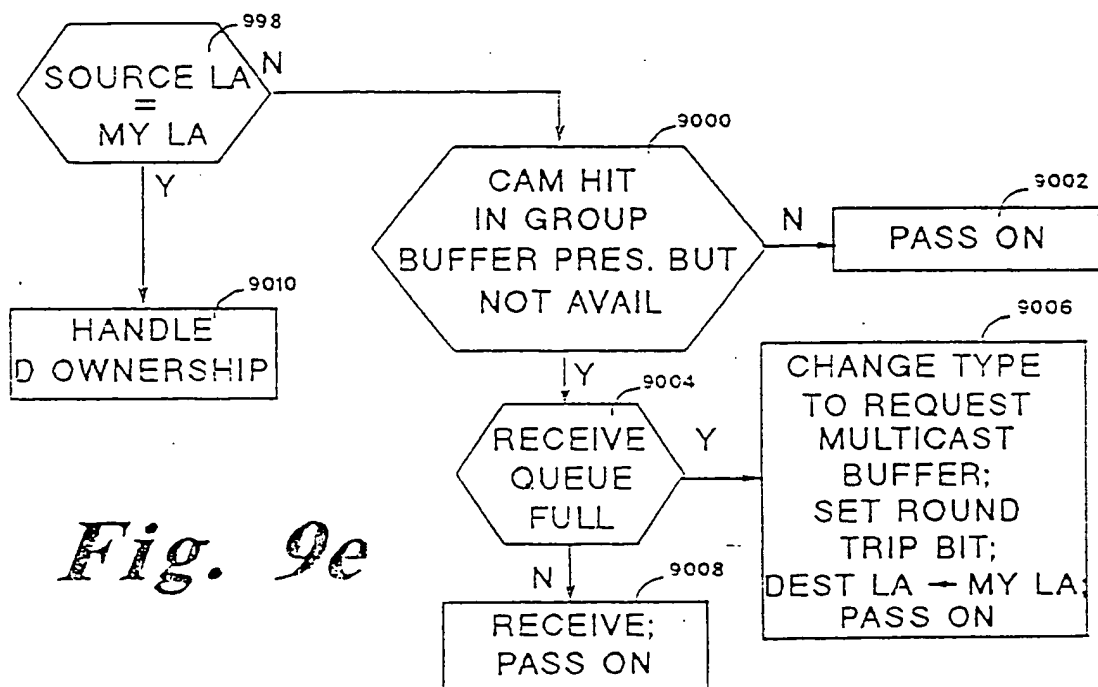 998
SOURCE LA
=
MY LA
N
Y
9010
HANDLE
D OWNERSHIP
9000
CAM HIT
IN GROUP
BUFFER PRES. BUT
NOT AVAIL
N
9002
PASS ON
Y
9004
RECEIVE
QUEUE
FULL
Y
9006
CHANGE TYPE
TO REQUEST
MULTICAST
BUFFER;
SET ROUND
TRIP BIT;
DEST LA ← MY LA;
PASS ON
N
9008
RECEIVE;
PASS ON
Fig. 9e